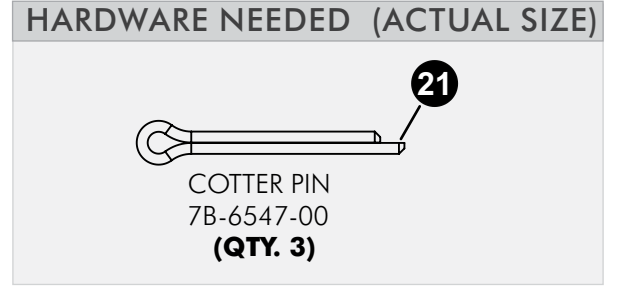 HARDWARE NEEDED (ACTUAL SIZE)
21
COTTER PIN
7B-6547-00
(QTY. 3)